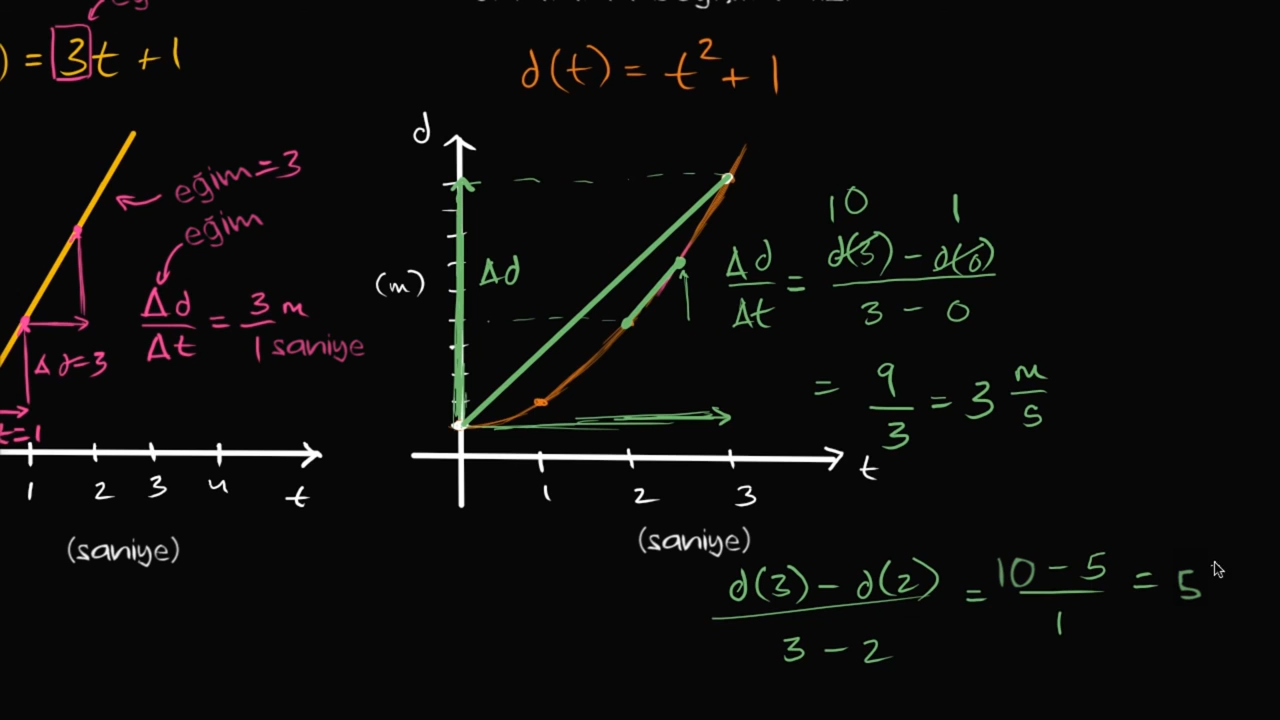 ) = 3t + 1
eğim = 3
eğim
Δd/Δt = 3 m/1 saniye
Δd=3
t=1
1 2 3 4 t
(saniye)
d(t) = t² + 1
d
(m)
Δd
10 1
Δd/Δt = d(3) - d(0)/3 - 0
= 9/3 = 3 m/s
1 2 3 t
(saniye)
d(3) - d(2)/3 - 2 = 10 - 5/1 = 5